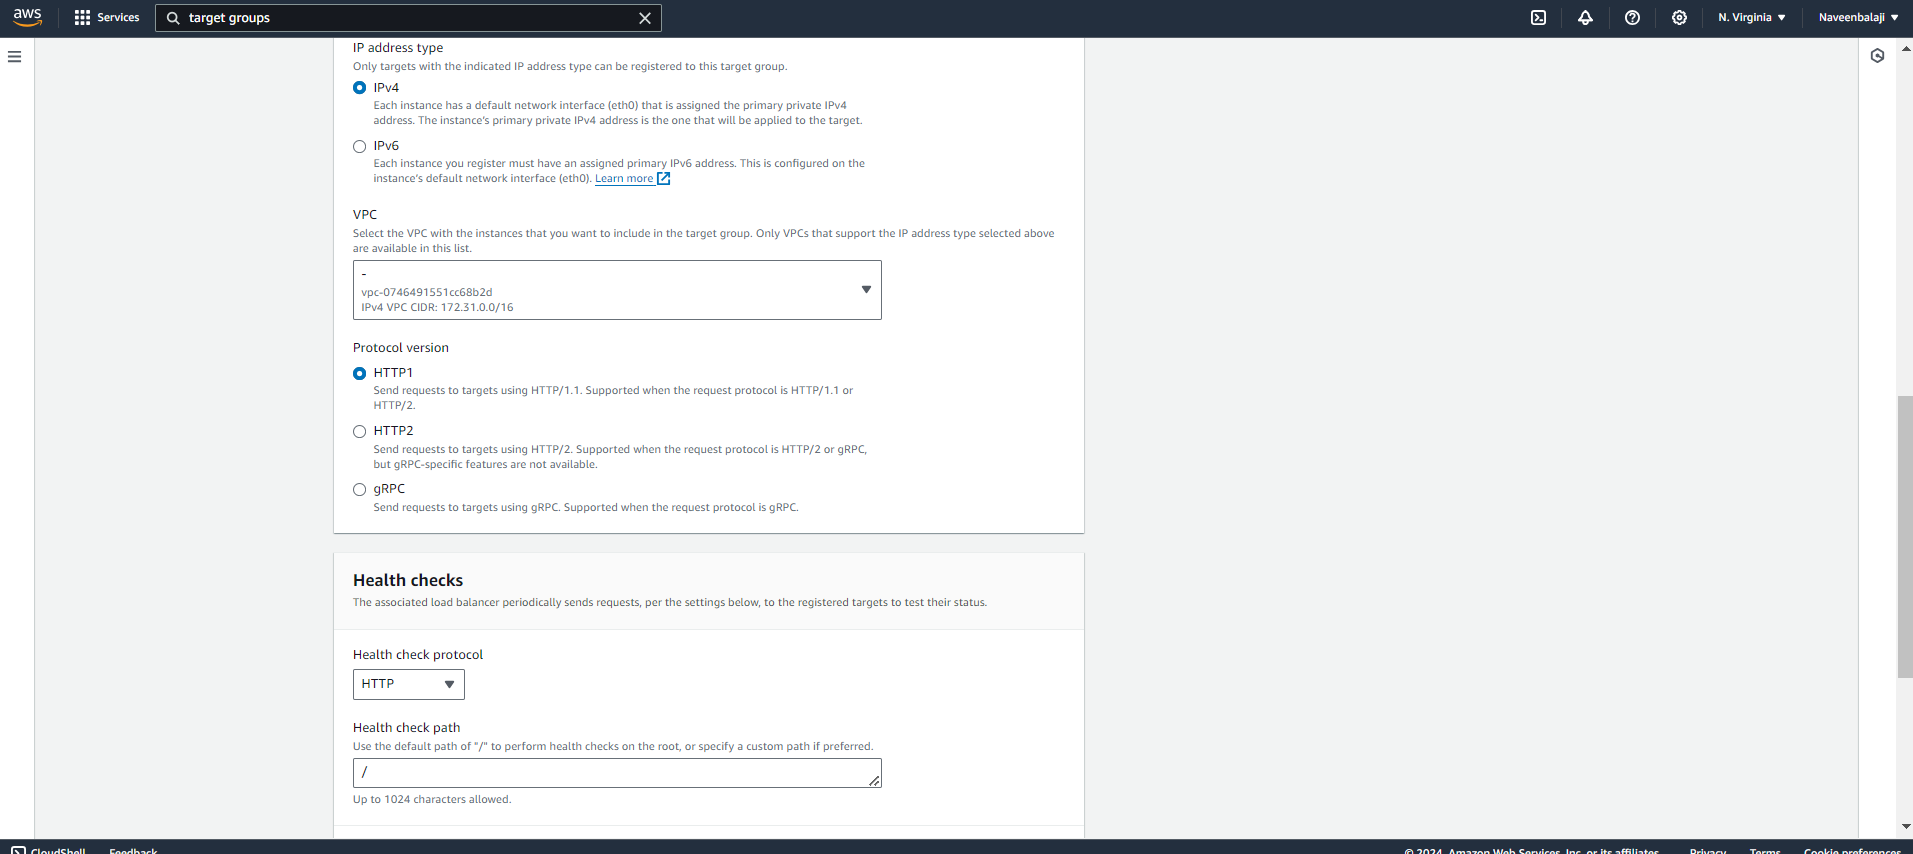 aws
Services
target groups
N. Virginia
Naveenbalaji
IP address type
Only targets with the indicated IP address type can be registered to this target group.
IPv4
Each instance has a default network interface (eth0) that is assigned the primary private IPv4
address. The instance's primary private IPv4 address is the one that will be applied to the target.
IPv6
Each instance you register must have an assigned primary IPv6 address. This is configured on the
instance's default network interface (eth0). Learn more
VPC
Select the VPC with the instances that you want to include in the target group. Only VPCs that support the IP address type selected above
are available in this list.
-
vpc-0746491551cc68b2d
IPv4 VPC CIDR: 172.31.0.0/16
Protocol version
HTTP1
Send requests to targets using HTTP/1.1. Supported when the request protocol is HTTP/1.1 or
HTTP/2.
HTTP2
Send requests to targets using HTTP/2. Supported when the request protocol is HTTP/2 or gRPC,
but gRPC-specific features are not available.
gRPC
Send requests to targets using gRPC. Supported when the request protocol is gRPC.
Health checks
The associated load balancer periodically sends requests, per the settings below, to the registered targets to test their status.
Health check protocol
HTTP
Health check path
Use the default path of "/" to perform health checks on the root, or specify a custom path if preferred.
/
Up to 1024 characters allowed.
CloudShell
Feedback
© 2024, Amazon Web Services, Inc. or its affiliates.
Privacy
Terms
Cookie preferences